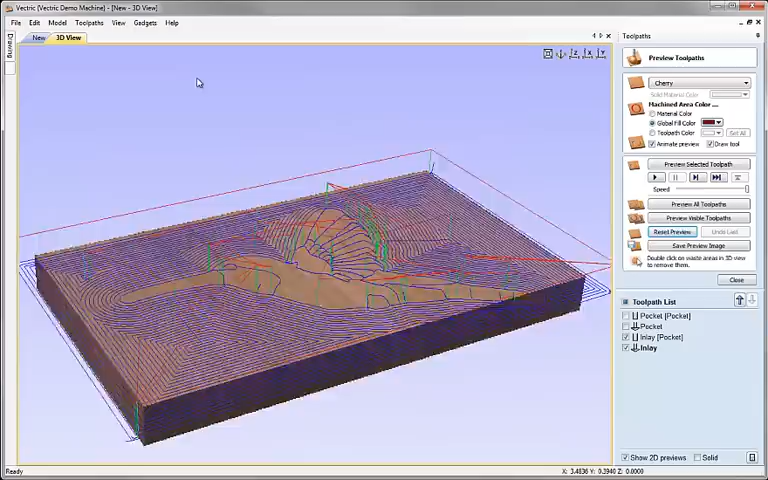 Vectric {Vectric Demo Machine} - [New - 3D View]
File Edit Model Toolpaths View Gadgets Help
Drawing
New 3D View
Toolpaths
Preview Toolpaths
Cherry
Solid Material Color
Machined Area Color ...
Material Color
Global Fill Color
Toolpath Color Set All
Animate preview Draw tool
Preview Selected Toolpath
Speed
Preview All Toolpaths
Preview Visible Toolpaths
Reset Preview Undo Last
Save Preview Image
Double click on waste areas in 3D view
to remove them.
Close
Toolpath List
Pocket [Pocket]
Pocket
Inlay [Pocket]
Inlay
Show 2D previews Solid
Ready
X: 3.4838 Y: 0.3940 Z: 0.0000